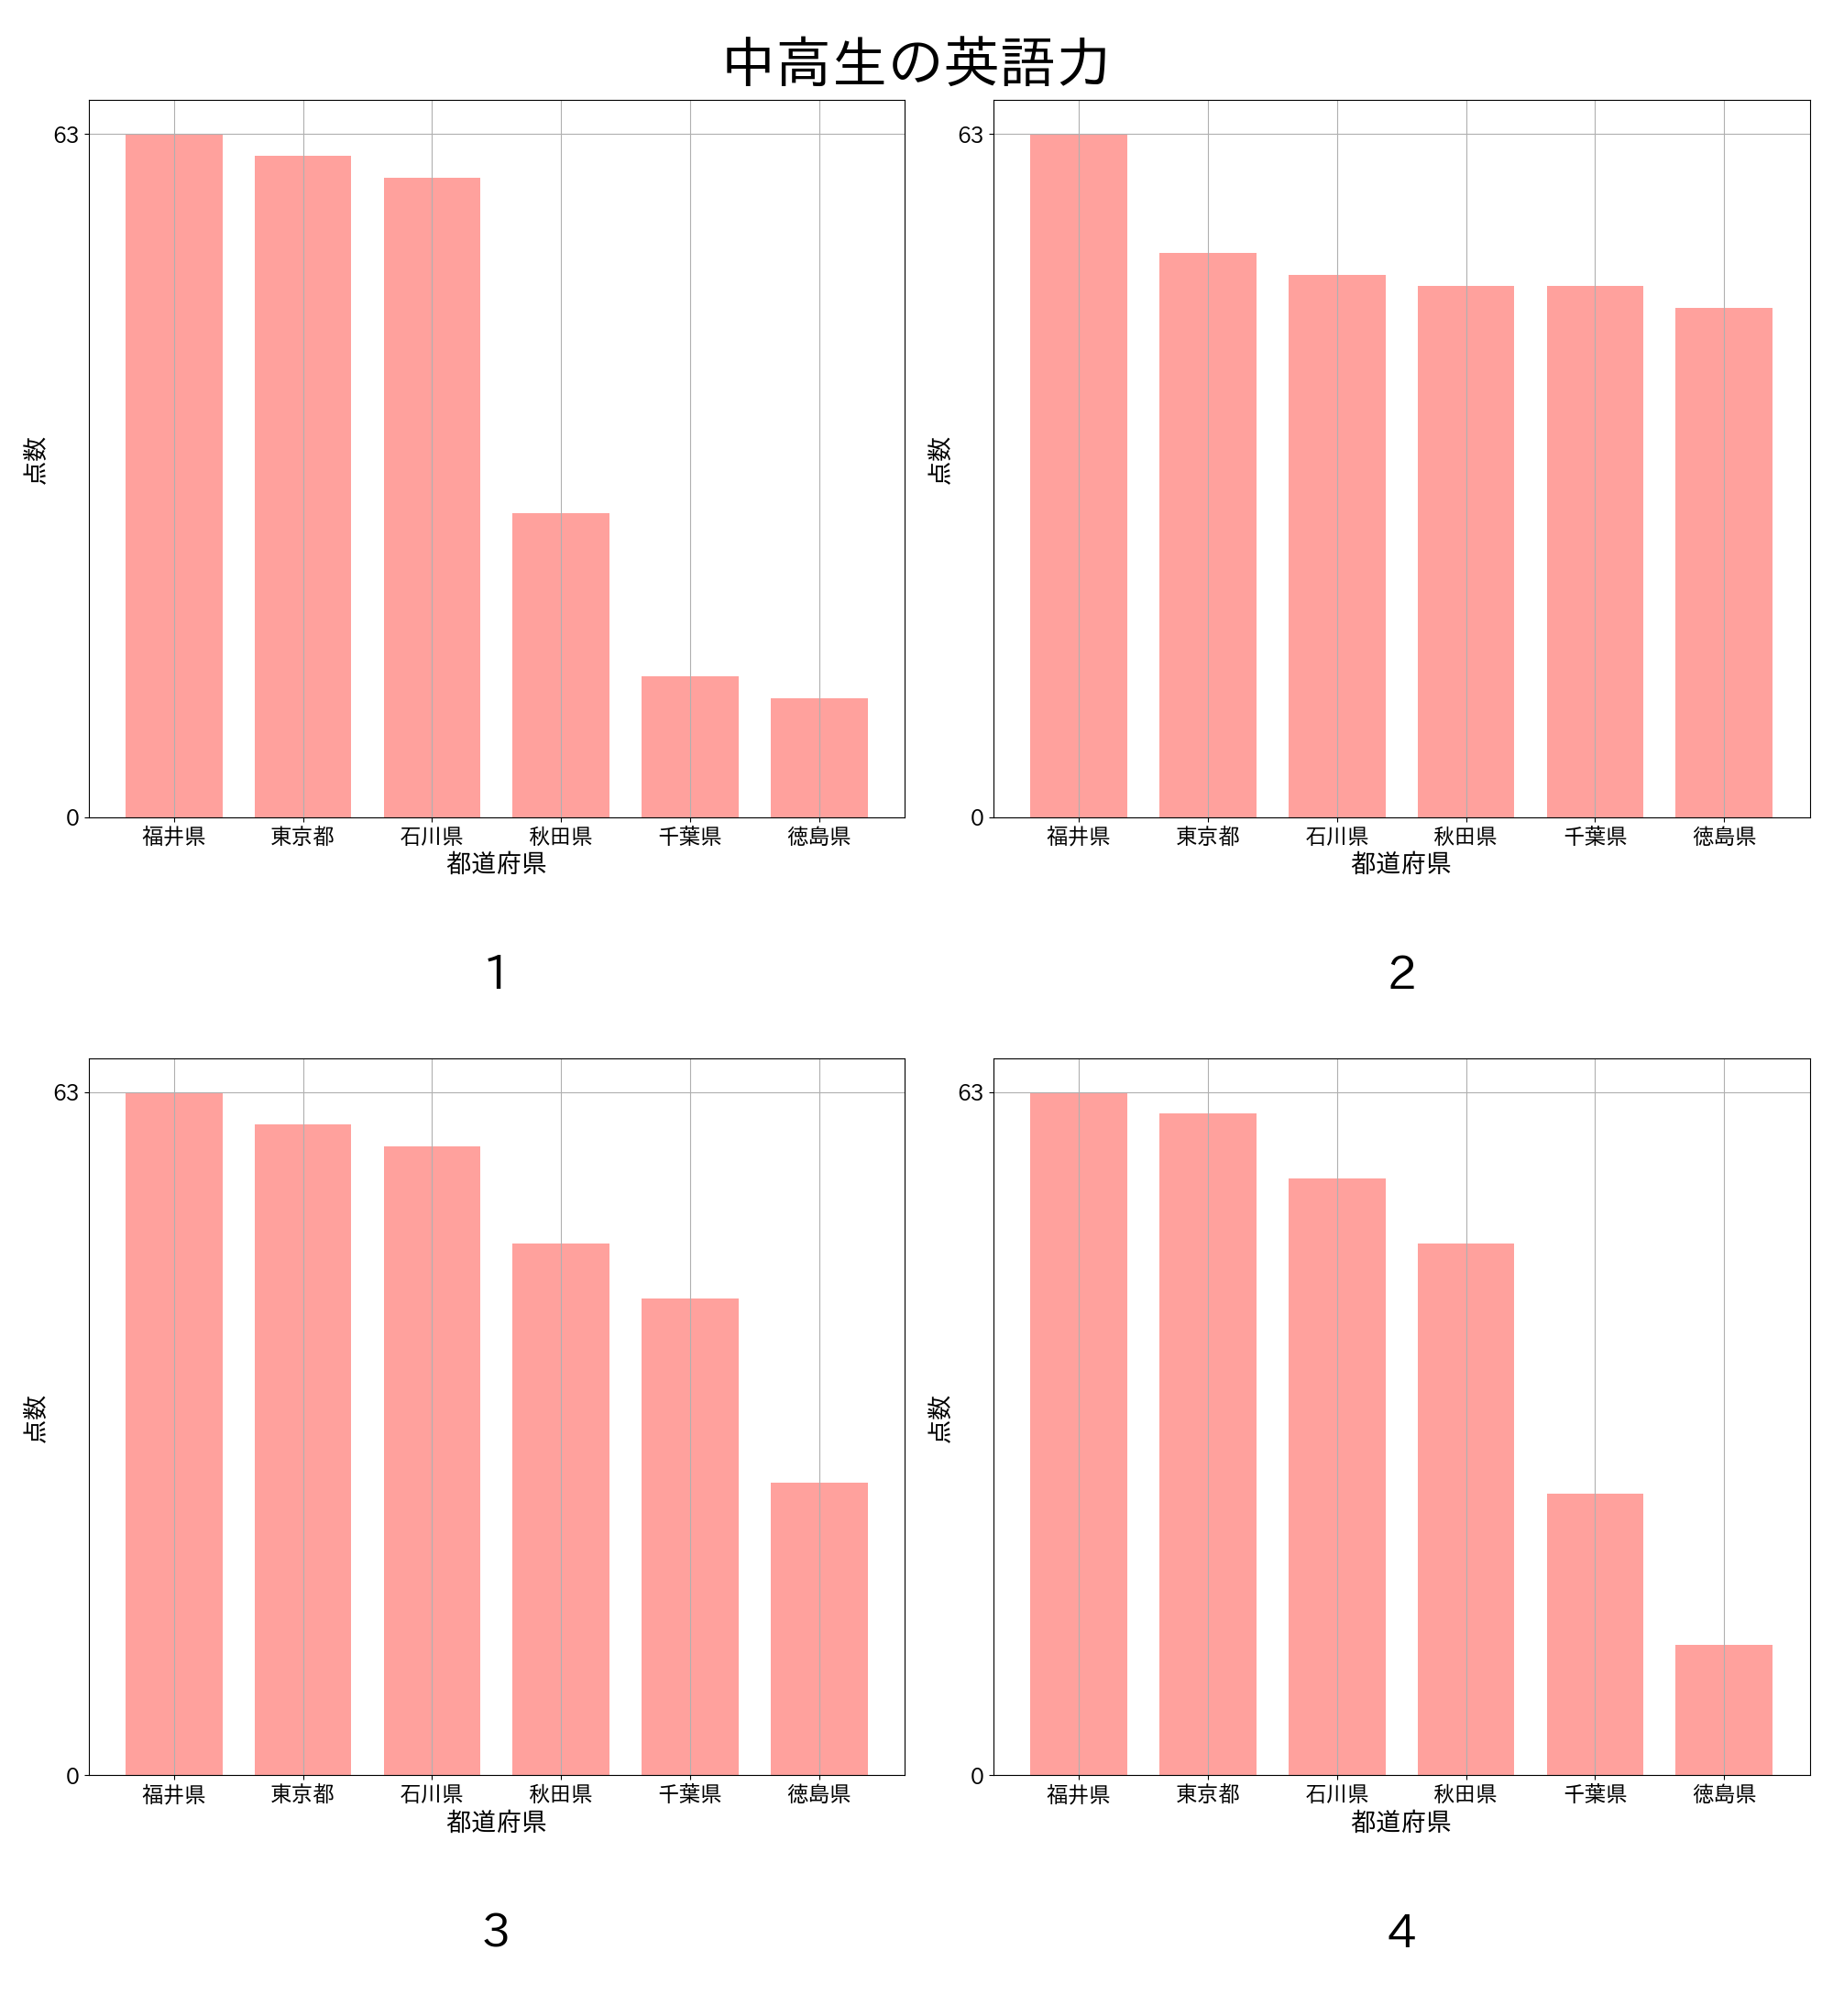 中高生の英語力
63
0
点数
福井県 東京都 石川県 秋田県 千葉県 徳島県
都道府県
1
63
0
点数
福井県 東京都 石川県 秋田県 千葉県 徳島県
都道府県
2
63
0
点数
福井県 東京都 石川県 秋田県 千葉県 徳島県
都道府県
3
63
0
点数
福井県 東京都 石川県 秋田県 千葉県 徳島県
都道府県
4